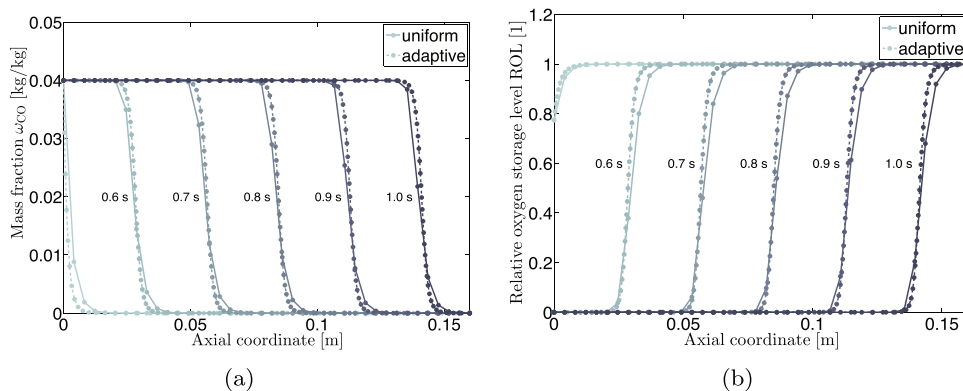 0.05
0.04
0.03
0.02
0.01
0
Mass fraction ω_CO [kg/kg]
uniform
adaptive
0.6 s
0.7 s
0.8 s
0.9 s
1.0 s
0
0.05
0.1
0.15
Axial coordinate [m]
(a)
1.2
1
0.8
0.6
0.4
0.2
0
Relative oxygen storage level ROL [1]
uniform
adaptive
0.6 s
0.7 s
0.8 s
0.9 s
1.0 s
0
0.05
0.1
0.15
Axial coordinate [m]
(b)